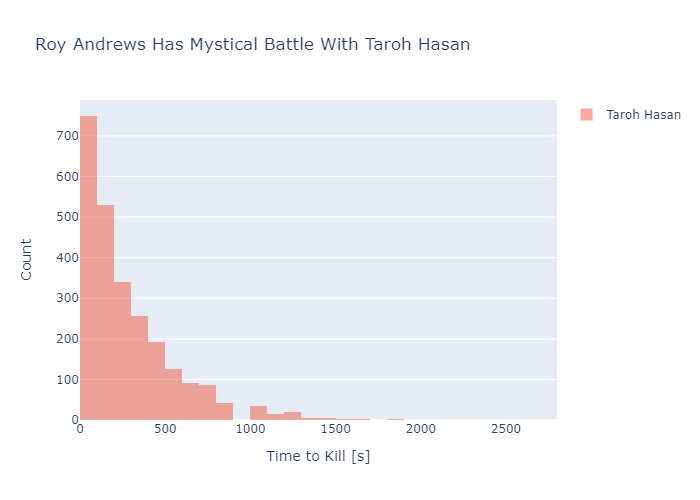 Roy Andrews Has Mystical Battle With Taroh Hasan
Taroh Hasan
700
600
500
400
300
200
100
0
Count
0 500 1000 1500 2000 2500
Time to Kill [s]